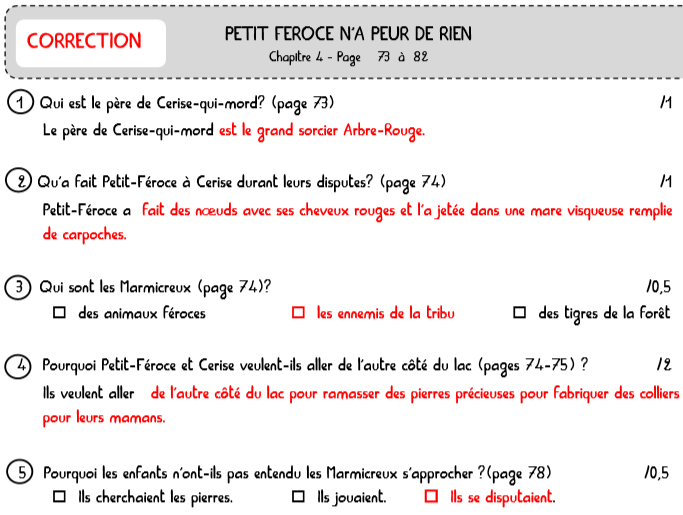 CORRECTION
PETIT FEROCE N'A PEUR DE RIEN
Chapitre 4 - Page 73 à 82
1 Qui est le père de Cerise-qui-mord? (page 73) /1
Le père de Cerise-qui-mord est le grand sorcier Arbre-Rouge.
2 Qu'a fait Petit-Féroce à Cerise durant leurs disputes? (page 74) /1
Petit-Féroce a fait des nœuds avec ses cheveux rouges et l'a jetée dans une mare visqueuse remplie
de carpoches.
3 Qui sont les Marmicreux (page 74)? /0,5
des animaux féroces les ennemis de la tribu des tigres de la forêt
4 Pourquoi Petit-Féroce et Cerise veulent-ils aller de l'autre côté du lac (pages 74-75) ? /2
Ils veulent aller de l'autre côté du lac pour ramasser des pierres précieuses pour fabriquer des colliers
pour leurs mamans.
5 Pourquoi les enfants n'ont-ils pas entendu les Marmicreux s'approcher ?(page 78) /0,5
Ils cherchaient les pierres. Ils jouaient. Ils se disputaient.